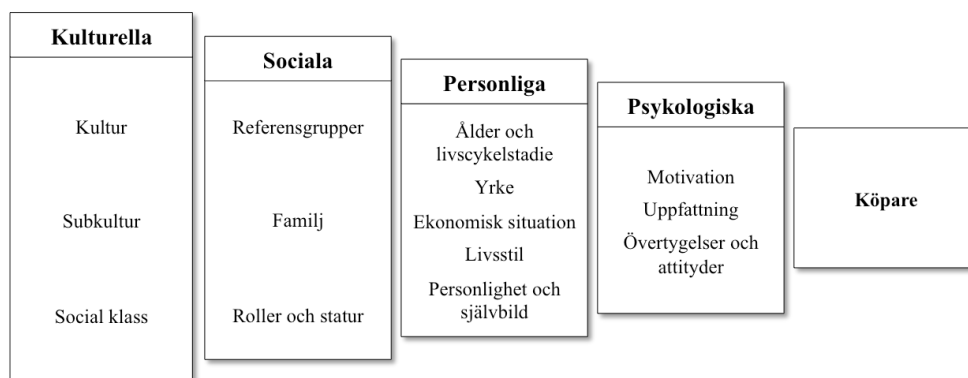 Kulturella
Kultur
Subkultur
Social klass
Sociala
Referensgrupper
Familj
Roller och statur
Personliga
Ålder och
livscykelstadie
Yrke
Ekonomisk situation
Livsstil
Personlighet och
självbild
Psykologiska
Motivation
Uppfattning
Övertygelser och
attityder
Köpare